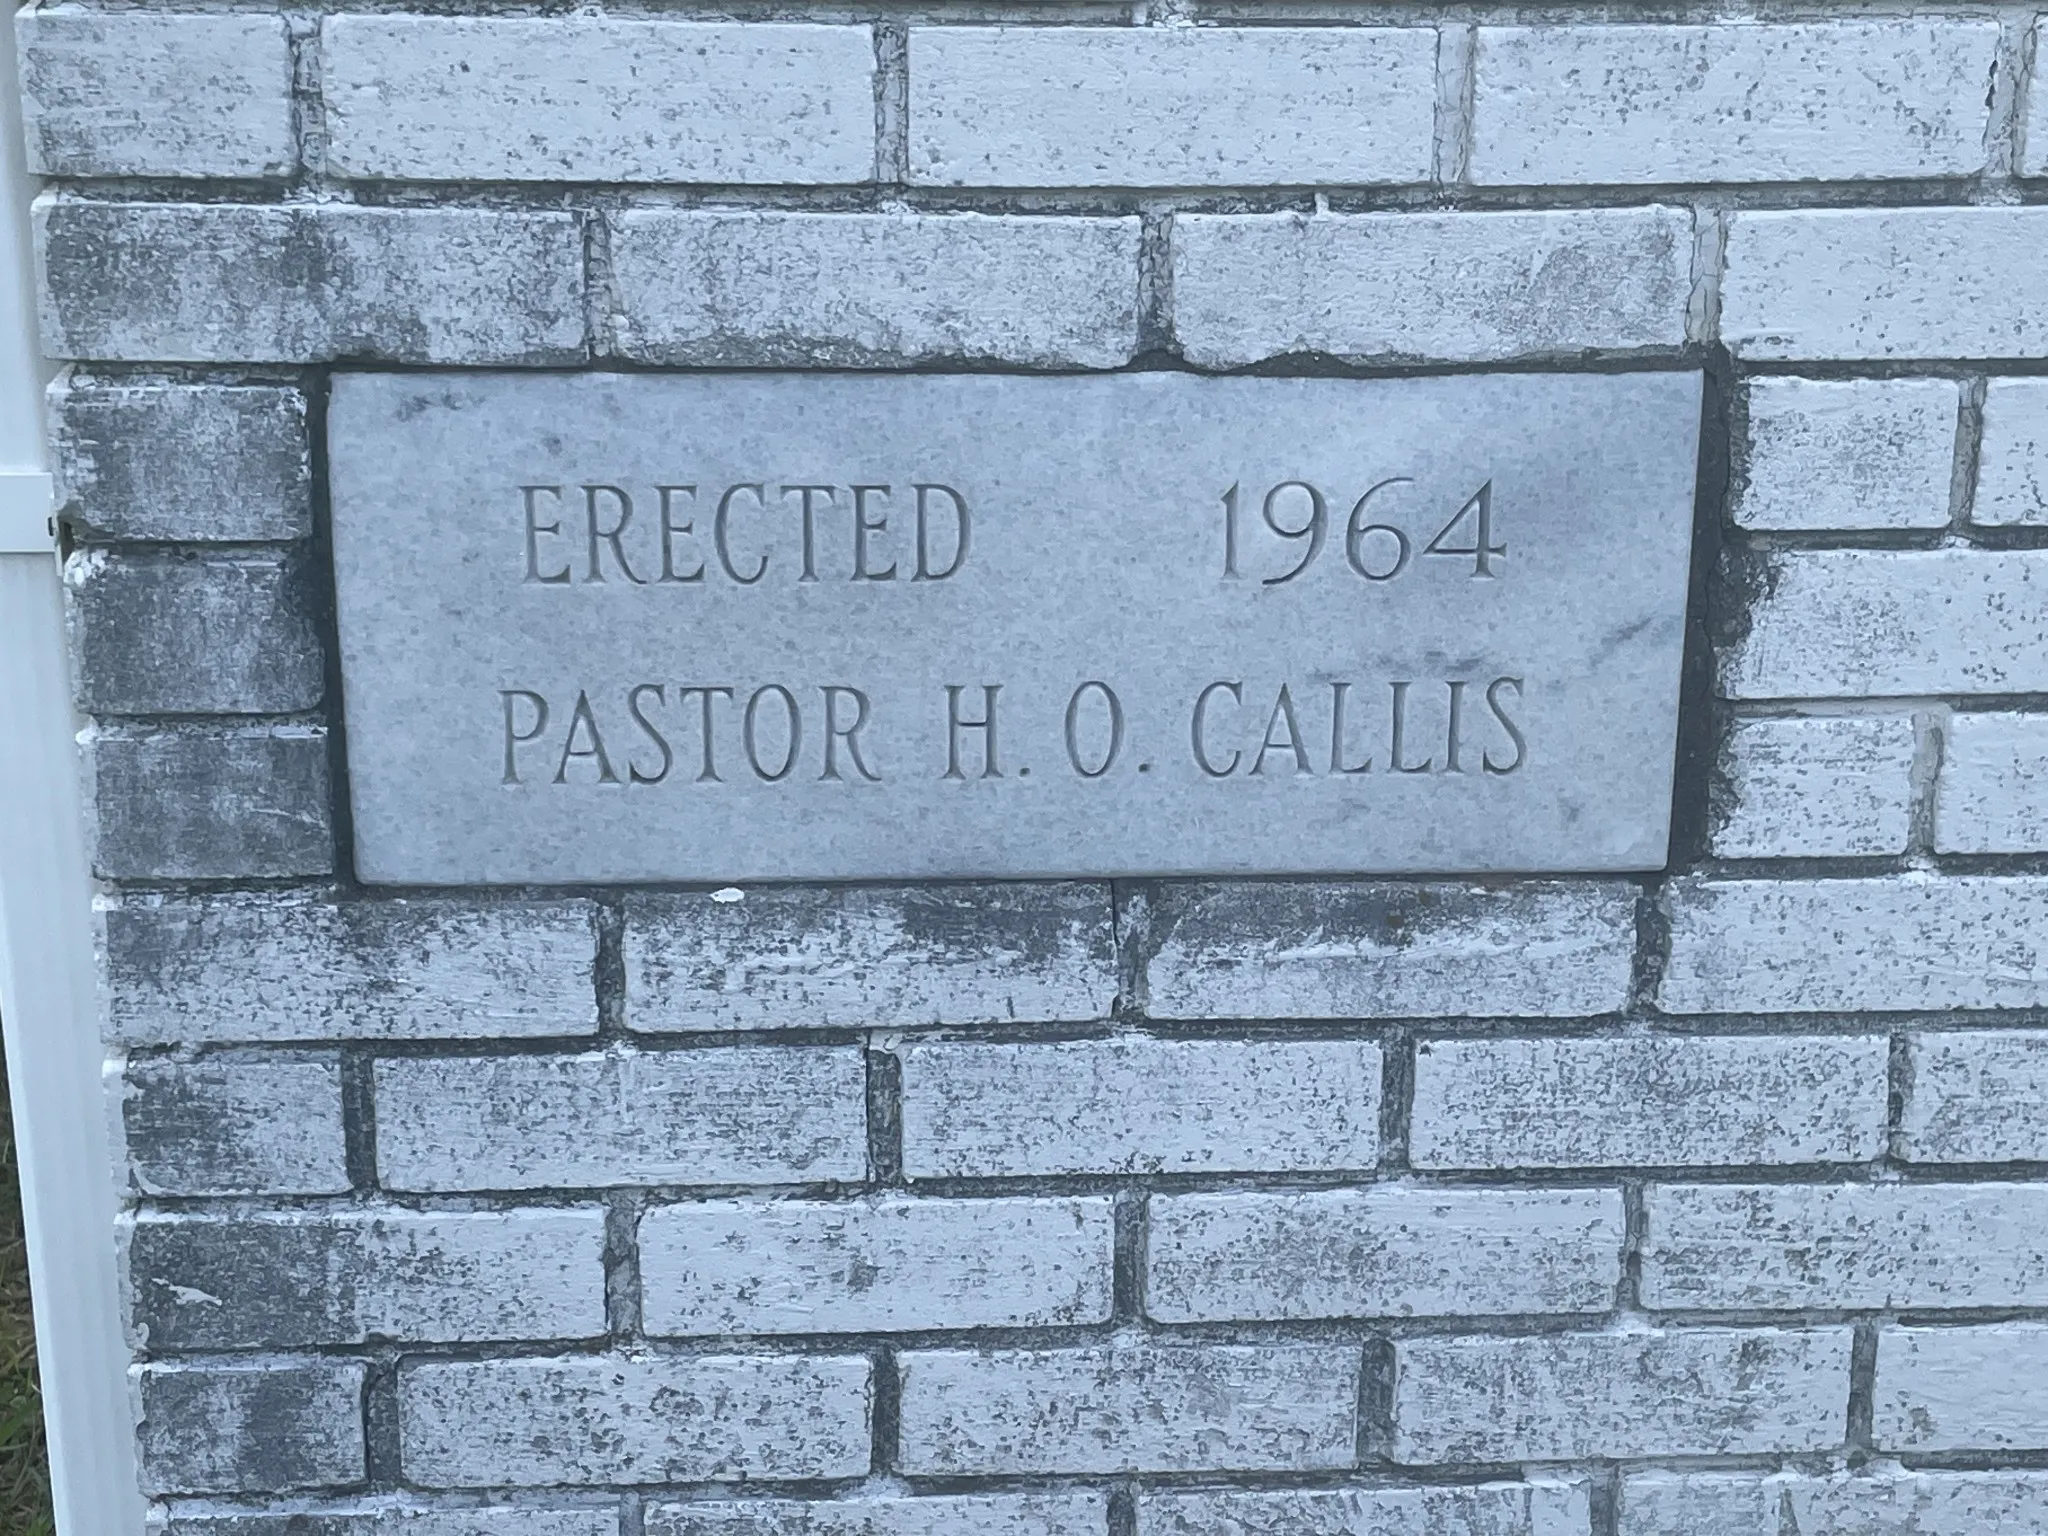 ERECTED 1964
PASTOR H. O. CALLIS